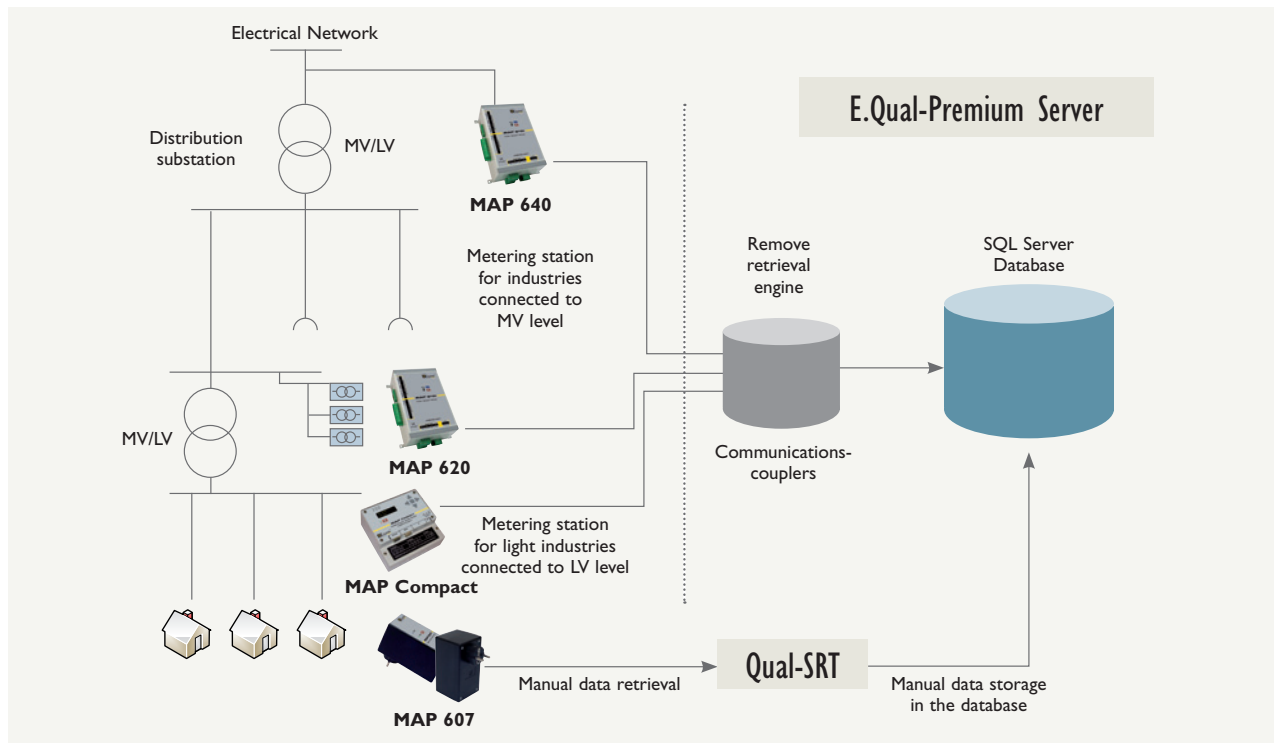 Electrical Network
E.Qual-Premium Server
Distribution
substation
MV/LV
MAP 640
Metering station
for industries
connected to
MV level
Remove
retrieval
engine
SQL Server
Database
MV/LV
MAP 620
Communications-
couplers
Metering station
for light industries
connected to LV level
MAP Compact
Manual data retrieval
Qual-SRT
Manual data storage
in the database
MAP 607